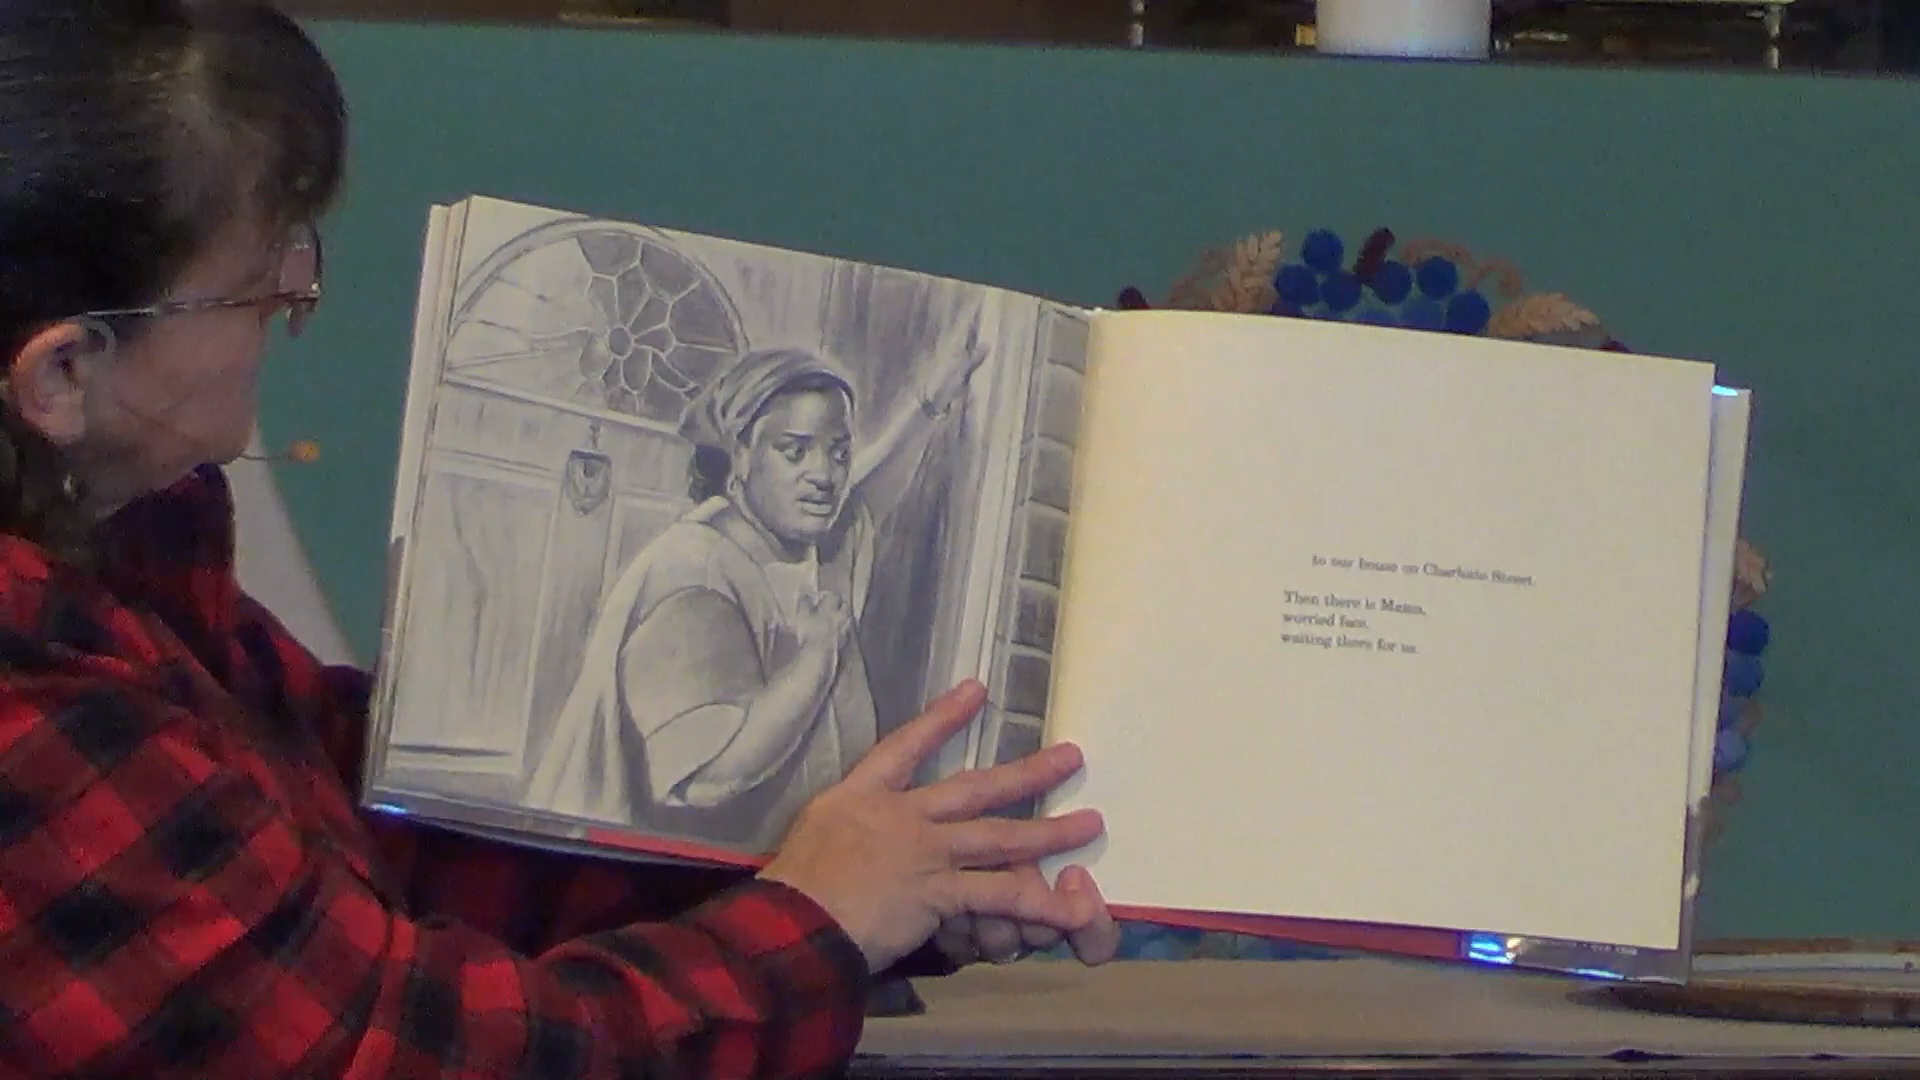 to our house on Charlotte Street.
Then there is Mama,
worried face,
waiting there for us.